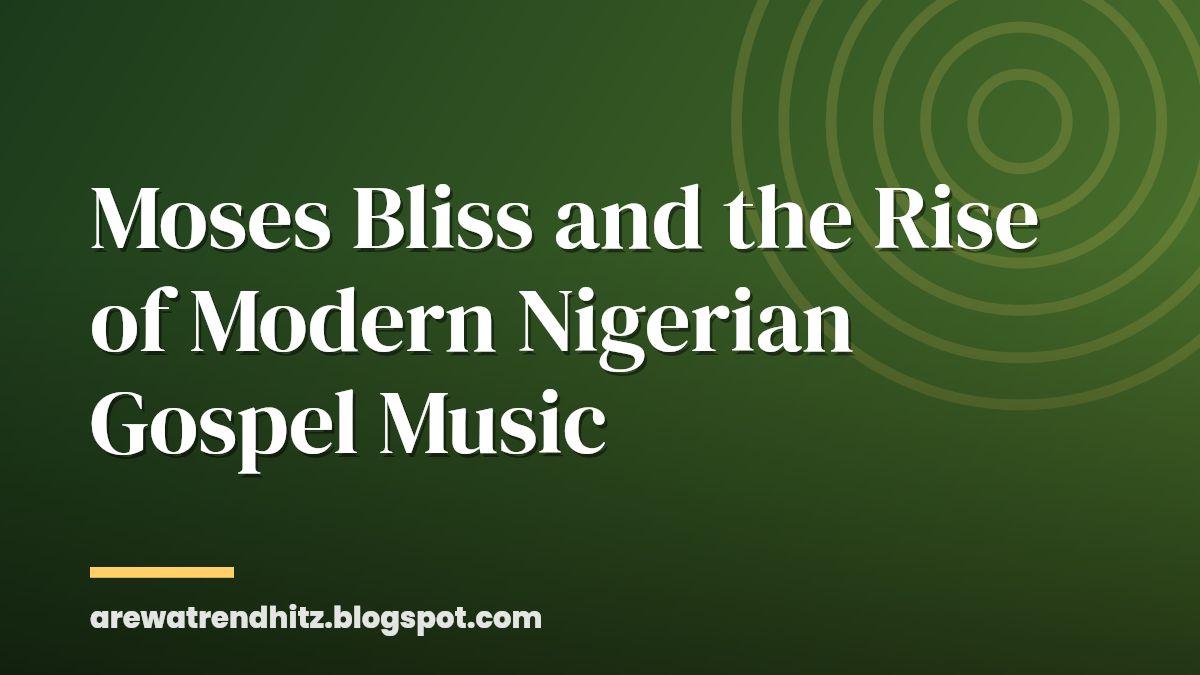 Moses Bliss and the Rise
of Modern Nigerian
Gospel Music
arewatrendhitz.blogspot.com